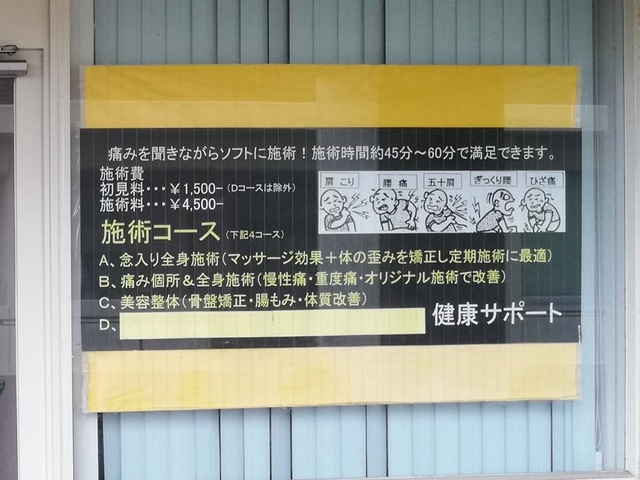 痛みを聞きながらソフトに施術！施術時間約45分～60分で満足できます。
施術費
初見料・・・￥1,500-（Dコースは除外）
施術料・・・￥4,500-
肩こり 腰痛 五十肩 ぎっくり腰 ひざ痛
施術コース（下記4コース）
A、念入り全身施術（マッサージ効果＋体の歪みを矯正し定期施術に最適）
B、痛み個所＆全身施術（慢性痛・重度痛・オリジナル施術で改善）
C、美容整体（骨盤矯正・腸もみ・体質改善）
D、
健康サポート